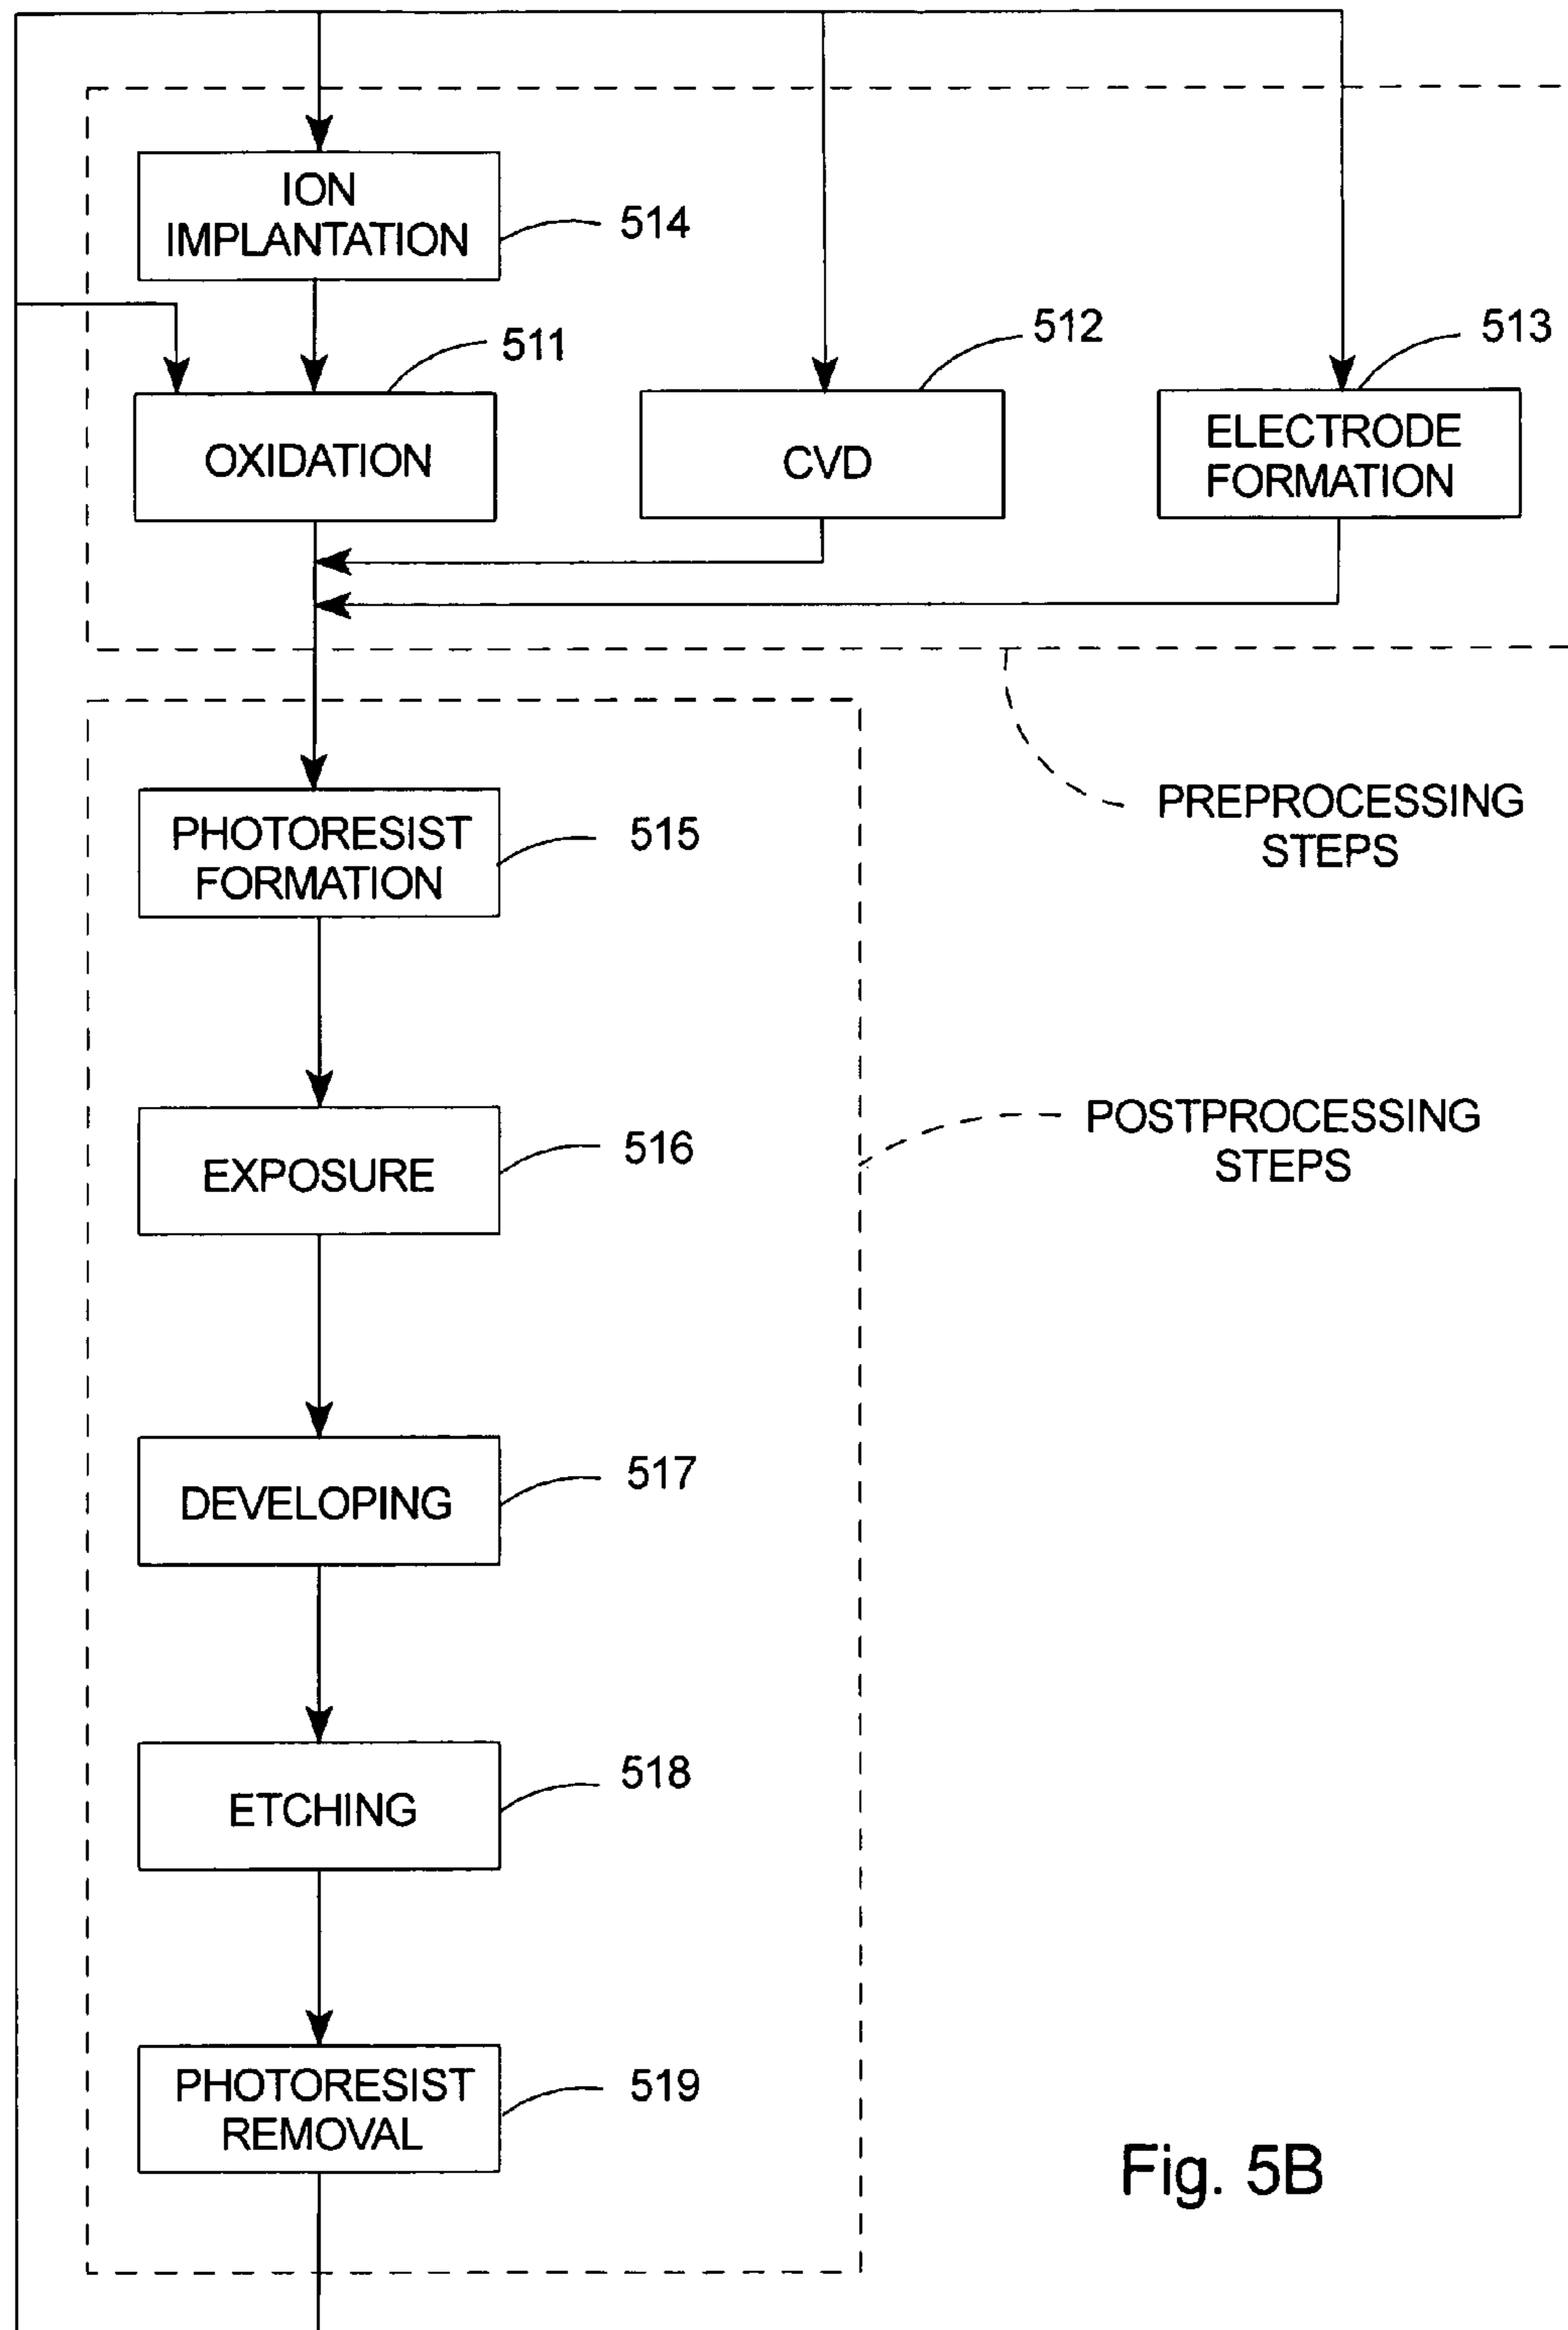 ION
IMPLANTATION
514
511
512
513
OXIDATION
CVD
ELECTRODE
FORMATION
PREPROCESSING
STEPS
PHOTORESIST
FORMATION
515
EXPOSURE
516
POSTPROCESSING
STEPS
DEVELOPING
517
ETCHING
518
PHOTORESIST
REMOVAL
519
Fig. 5B